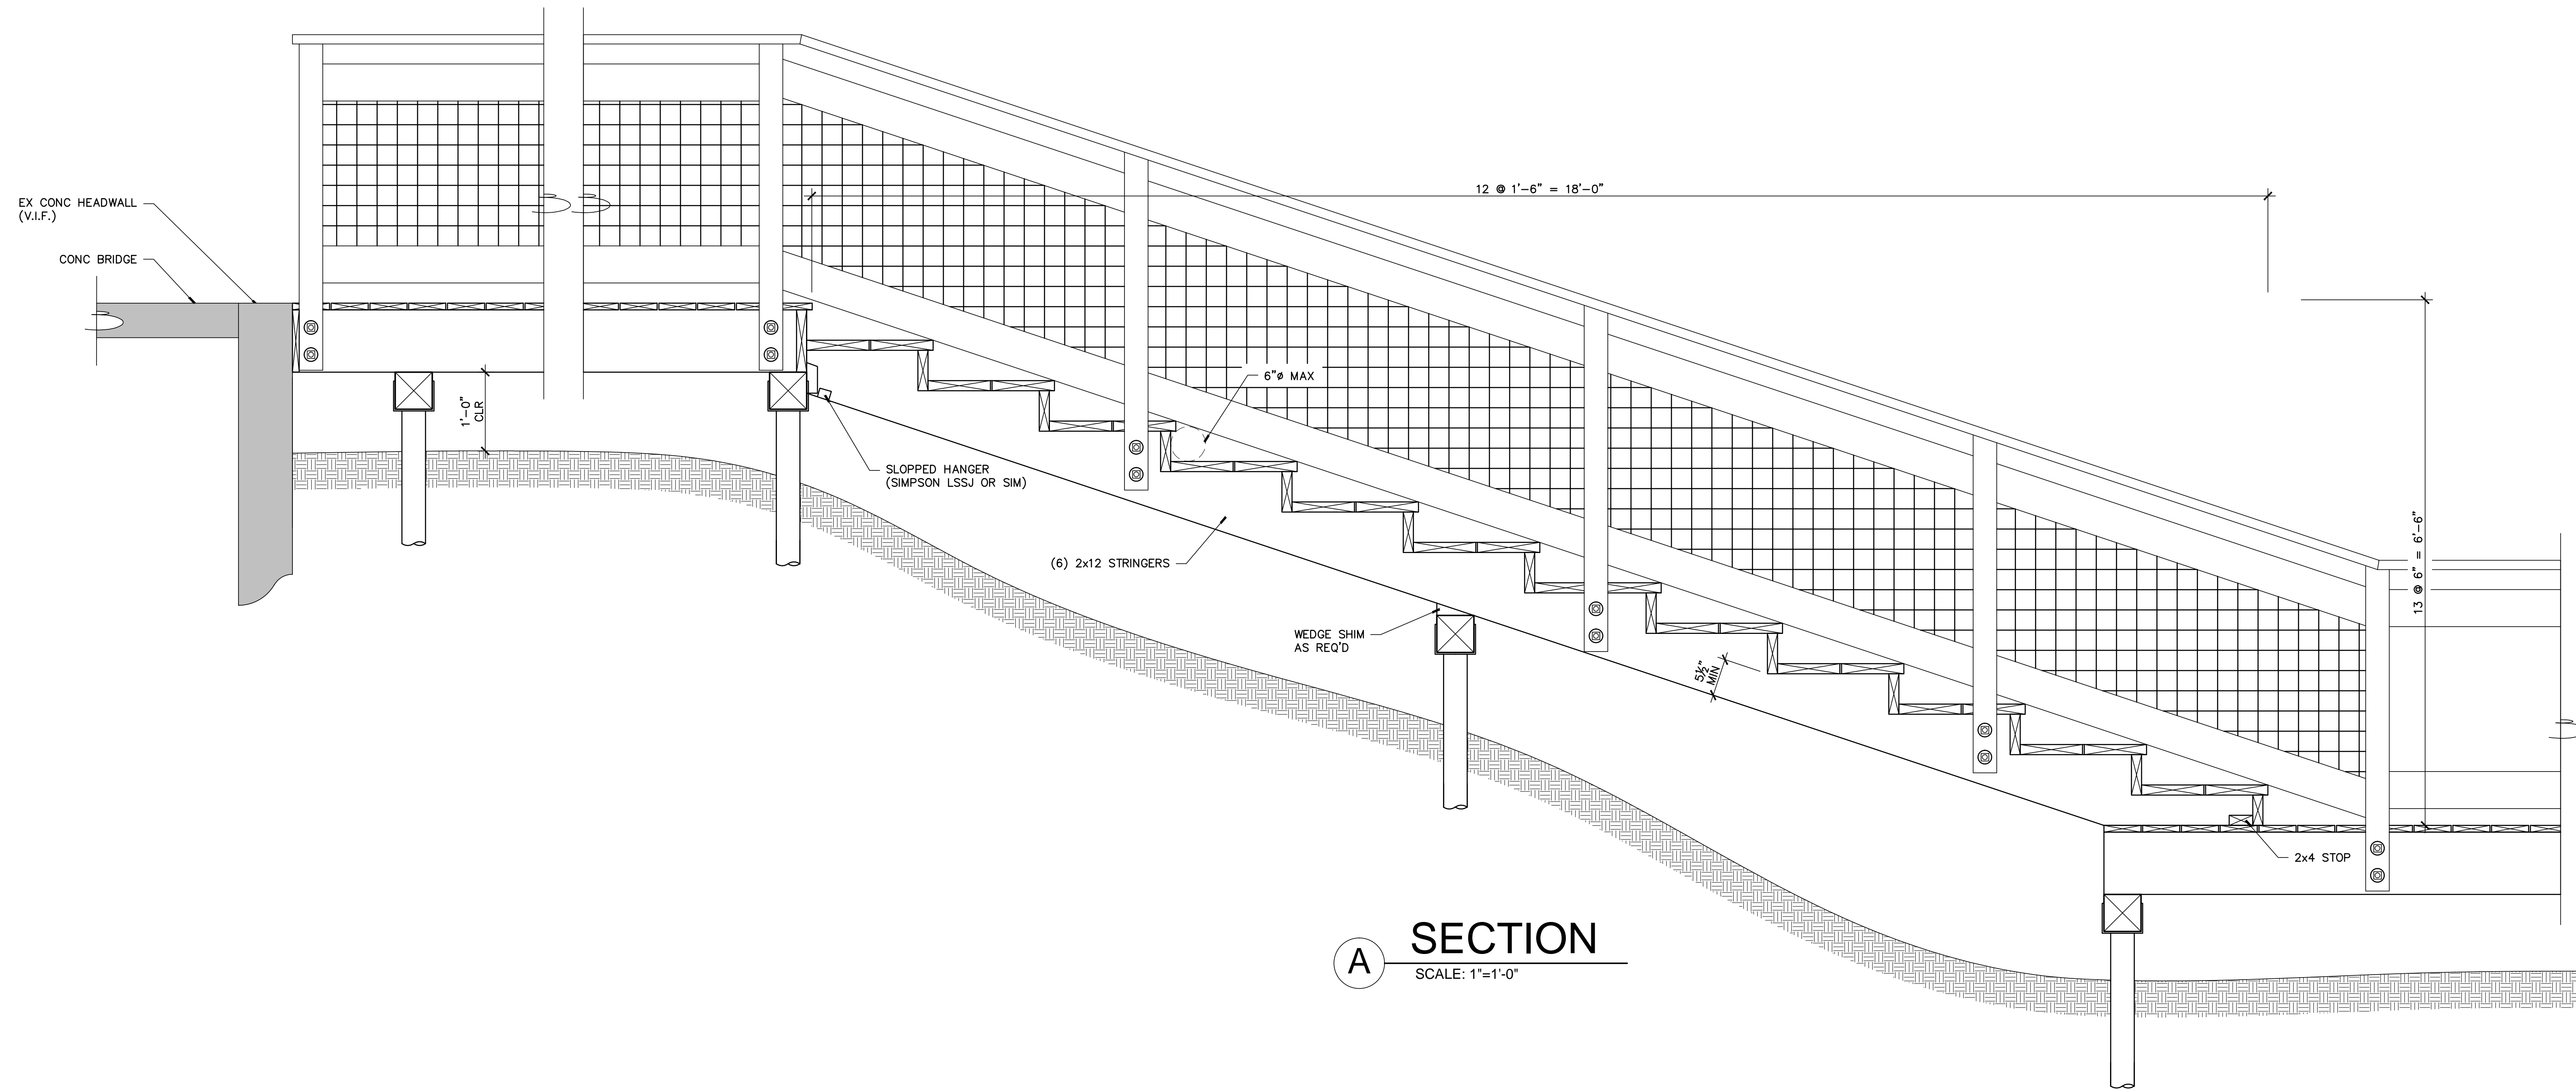 12 @ 1'-6" = 18'-0"
EX CONC HEADWALL
(V.I.F.)
CONC BRIDGE
6"ø MAX
1'-0"
CLR
SLOPPED HANGER
(SIMPSON LSSJ OR SIM)
(6) 2x12 STRINGERS
13 @ 6" = 6'-6"
WEDGE SHIM
AS REQ'D
5½"
MIN
2x4 STOP
A
SECTION
SCALE: 1"=1'-0"